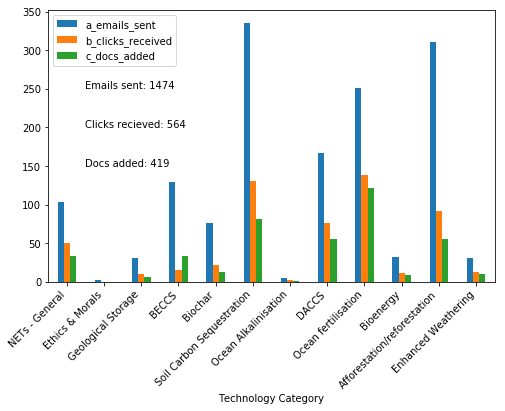 350
300
250
200
150
100
50
0
a_emails_sent
b_clicks_received
c_docs_added
Emails sent: 1474
Clicks recieved: 564
Docs added: 419
NETs - General
Ethics & Morals
Geological Storage
BECCS
Biochar
Soil Carbon Sequestration
Ocean Alkalinisation
DACCS
Ocean fertilisation
Bioenergy
Afforestation/reforestation
Enhanced Weathering
Technology Category